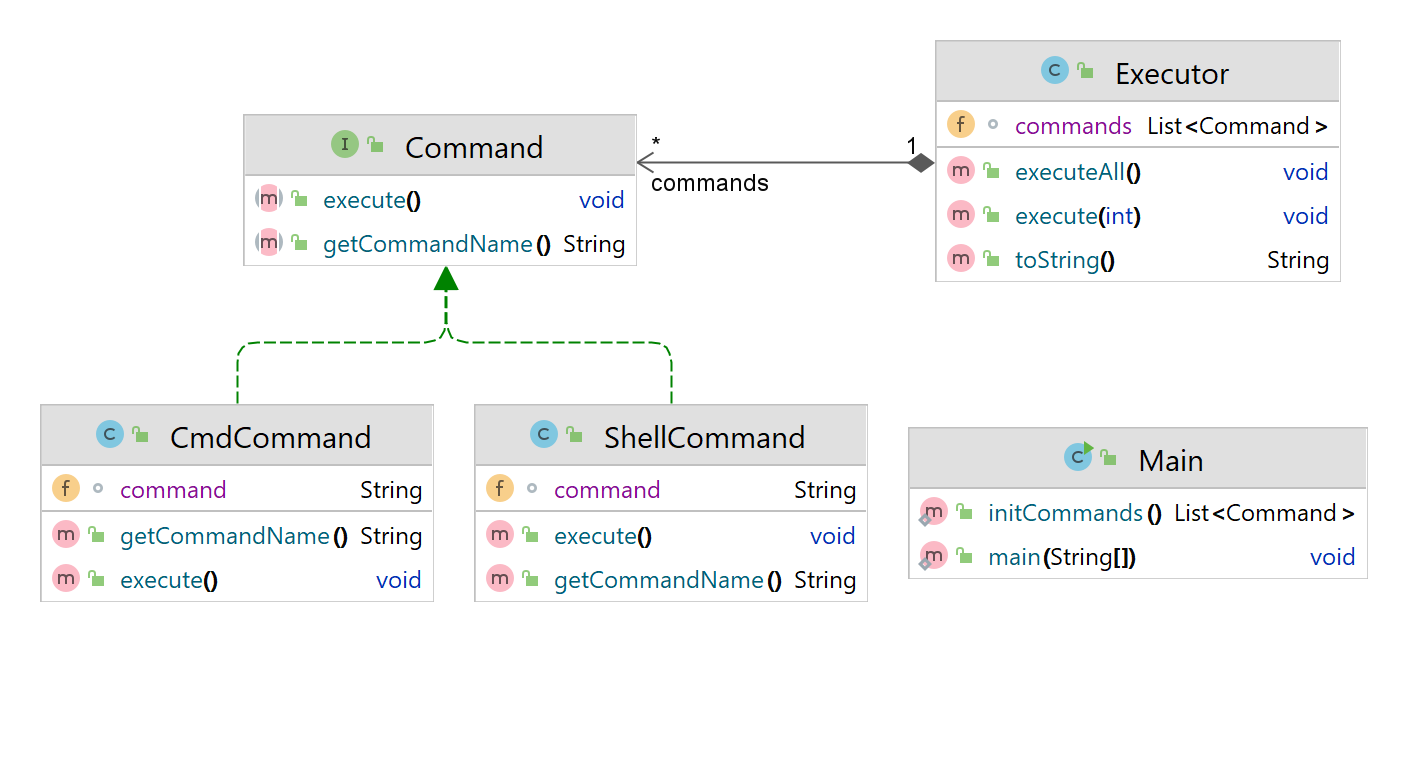 I Command
m execute() void
m getCommandName() String
* 1
commands
C Executor
f commands List<Command>
m executeAll() void
m execute(int) void
m toString() String
C CmdCommand
f command String
m getCommandName() String
m execute() void
C ShellCommand
f command String
m execute() void
m getCommandName() String
C Main
m initCommands() List<Command>
m main(String[]) void